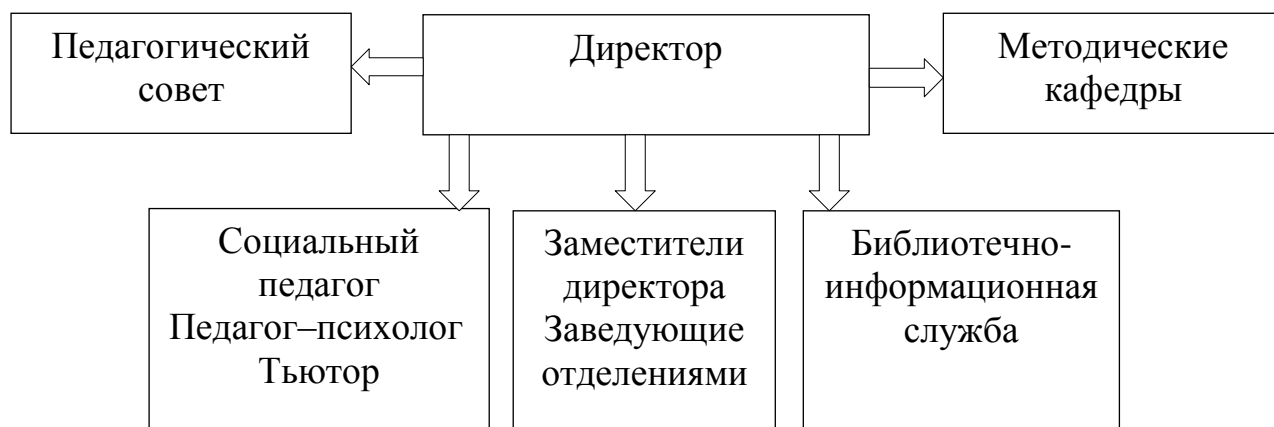 Педагогический
совет
Директор
Методические
кафедры
Социальный
педагог
Педагог–психолог
Тьютор
Заместители
директора
Заведующие
отделениями
Библиотечно-
информационная
служба